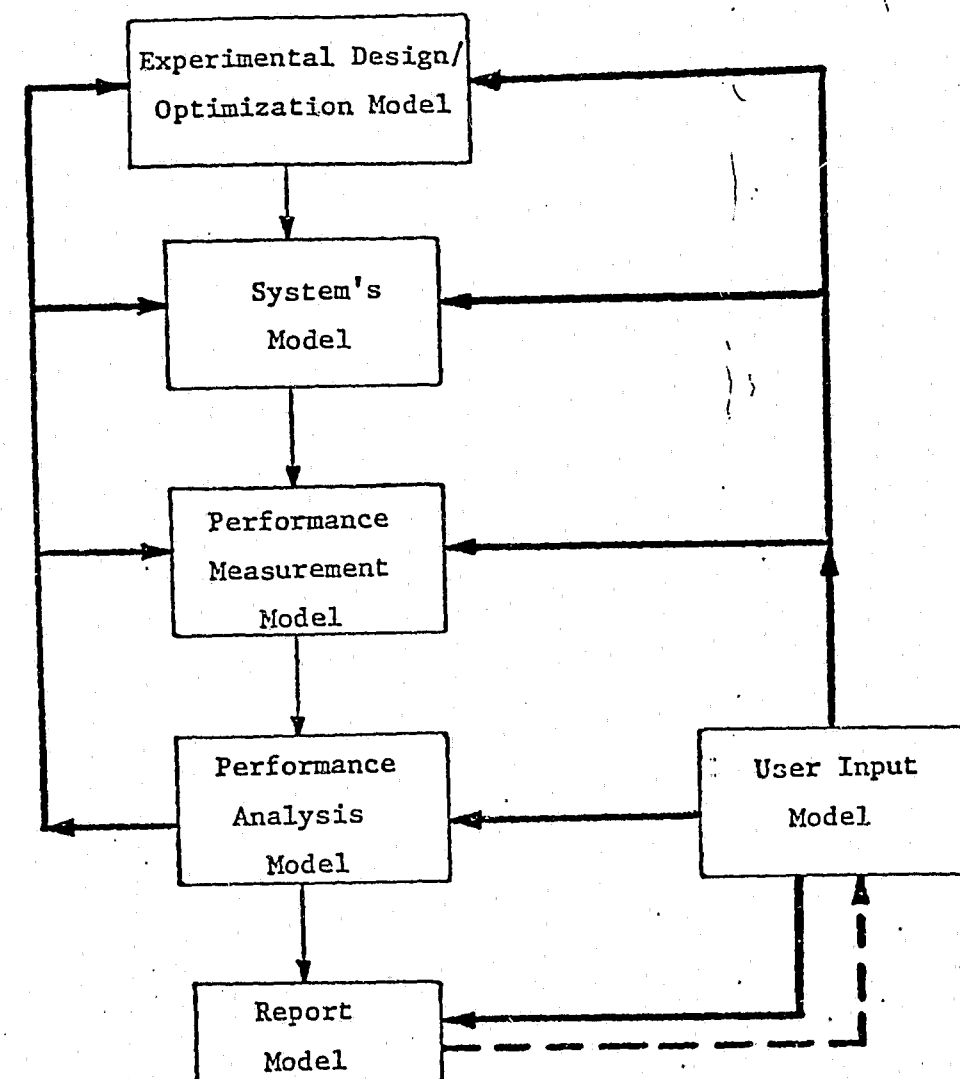 Experimental Design/
Optimization Model
System's
Model
Performance
Measurement
Model
Performance
Analysis
Model
User Input
Model
Report
Model